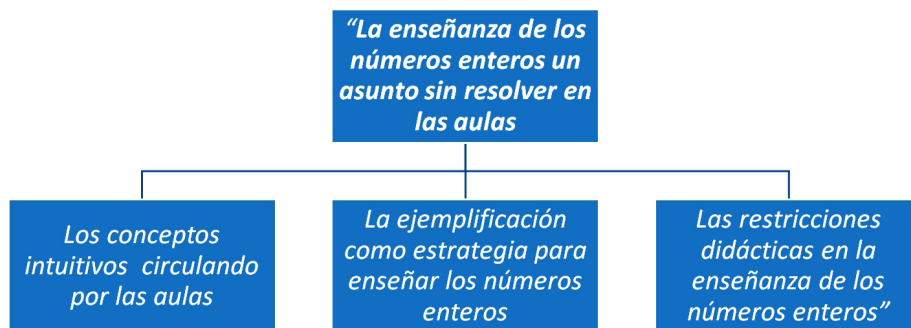 “La enseñanza de los
números enteros un
asunto sin resolver en
las aulas
Los conceptos
intuitivos circulando
por las aulas
La ejemplificación
como estrategia para
enseñar los números
enteros
Las restricciones
didácticas en la
enseñanza de los
números enteros”